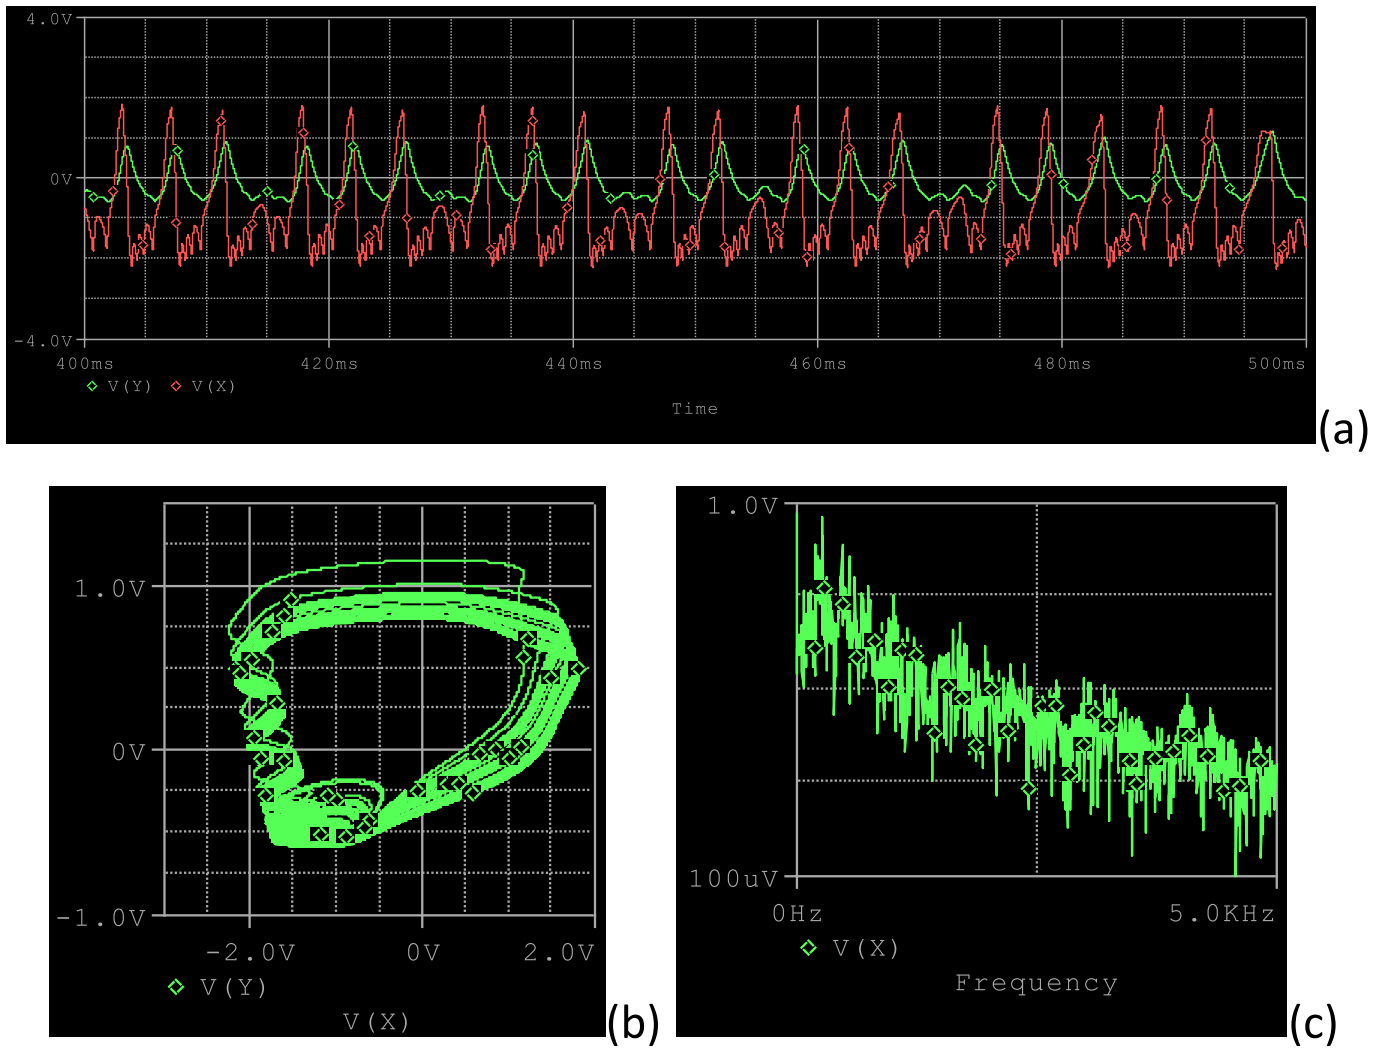 4.0V
0V
-4.0V
400ms 420ms 440ms 460ms 480ms 500ms
V(Y) V(X)
Time
(a)
1.0V
0V
-1.0V
-2.0V 0V 2.0V
V(Y)
V(X)
(b)
1.0V
100uV
0Hz 5.0KHz
V(X)
Frequency
(c)